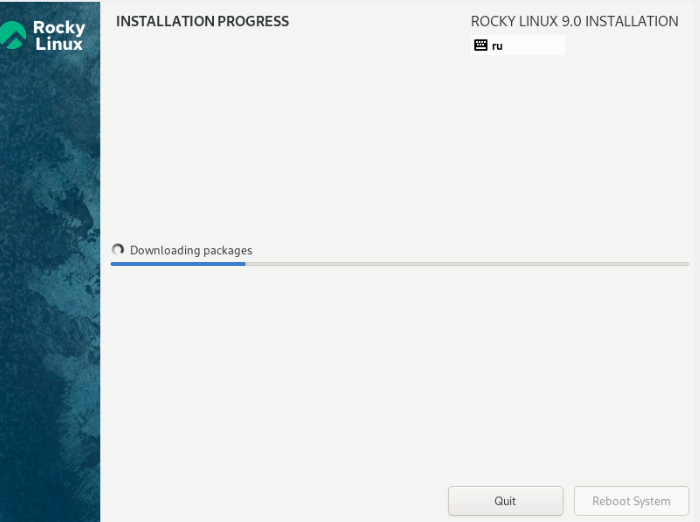 Rocky
Linux
INSTALLATION PROGRESS
ROCKY LINUX 9.0 INSTALLATION
ru
Downloading packages
Quit
Reboot System